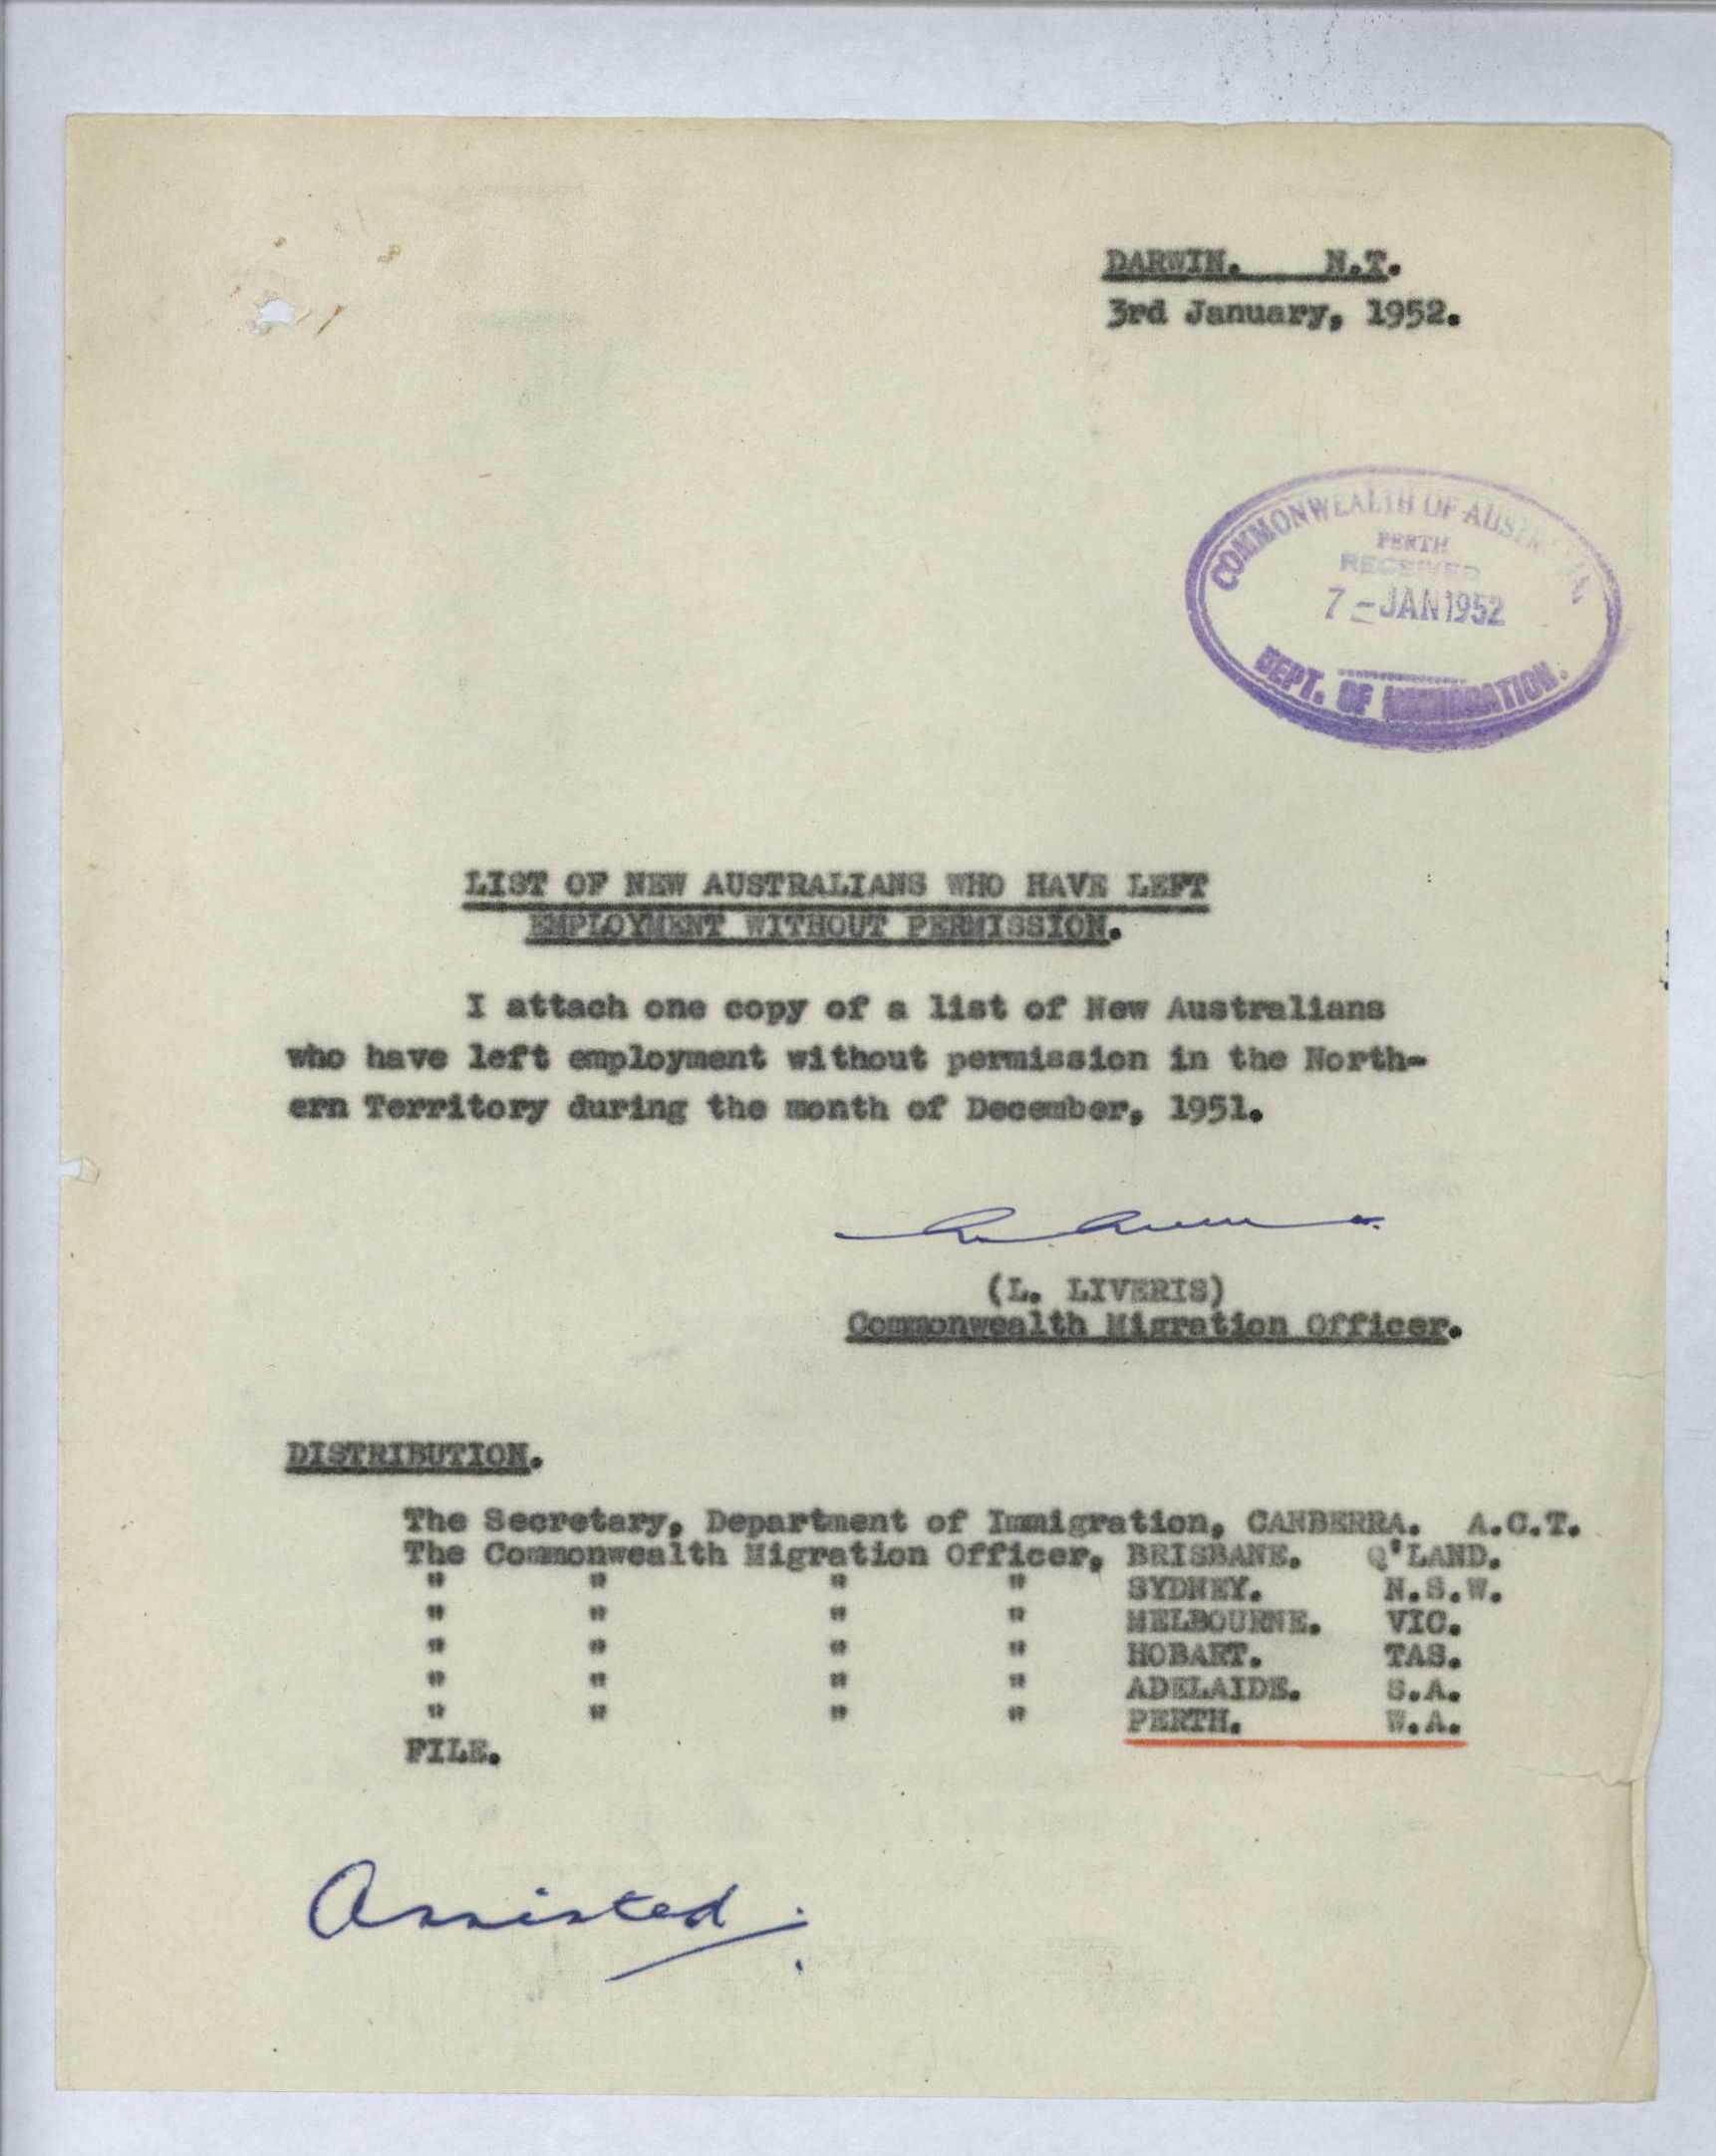 DARWIN. N.T.
3rd January, 1952.
COMMONWEALTH OF AUSTRALIA
PERTH
RECEIVED
7 - JAN 1952
DEPT. OF IMMIGRATION.
LIST OF NEW AUSTRALIANS WHO HAVE LEFT
EMPLOYMENT WITHOUT PERMISSION.
I attach one copy of a list of New Australians
who have left employment without permission in the North-
ern Territory during the month of December, 1951.
(L. LIVERIS)
Commonwealth Migration Officer.
DISTRIBUTION.
The Secretary, Department of Immigration, CANBERRA. A.C.T.
The Commonwealth Migration Officer, BRISBANE. Q'LAND.
" " " " SYDNEY. N.S.W.
" " " " MELBOURNE. VIC.
" " " " HOBART. TAS.
" " " " ADELAIDE. S.A.
" " " " PERTH. W.A.
FILE.
Assisted.